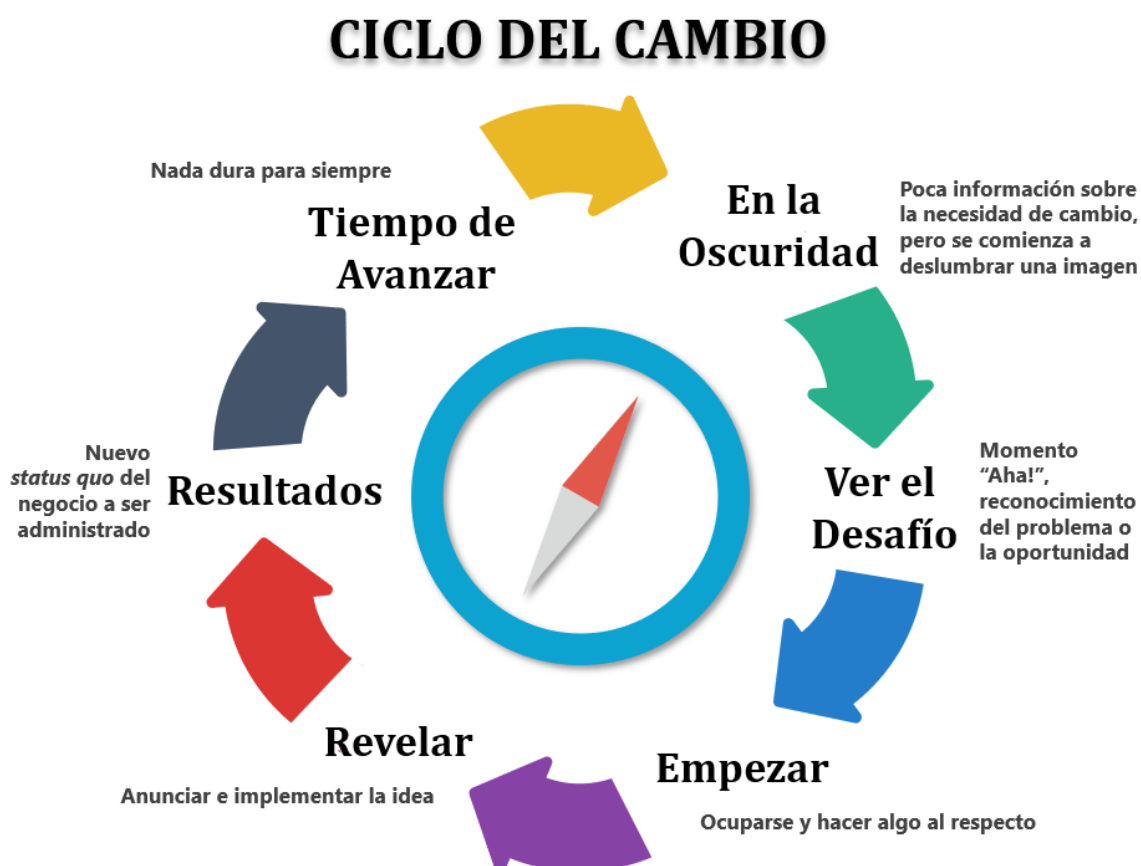 CICLO DEL CAMBIO
Nada dura para siempre
Tiempo de
Avanzar
En la
Oscuridad
Poca información sobre
la necesidad de cambio,
pero se comienza a
deslumbrar una imagen
Ver el
Desafío
Momento
“Aha!”,
reconocimiento
del problema o
la oportunidad
Empezar
Ocuparse y hacer algo al respecto
Revelar
Anunciar e implementar la idea
Resultados
Nuevo
status quo del
negocio a ser
administrado